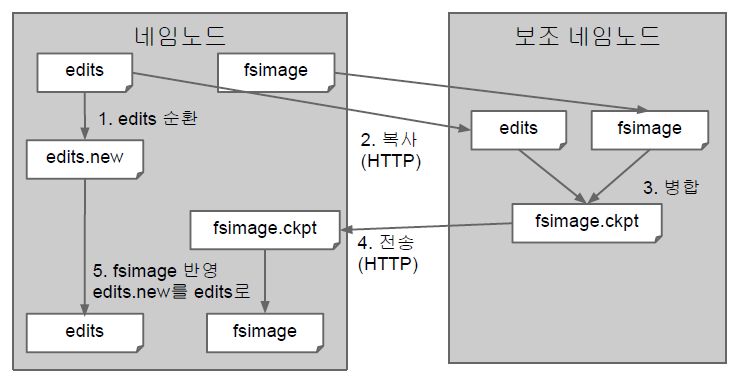 네임노드
보조 네임노드
edits
fsimage
1. edits 순환
edits.new
2. 복사
(HTTP)
edits
fsimage
3. 병합
fsimage.ckpt
fsimage.ckpt
4. 전송
(HTTP)
5. fsimage 반영
edits.new를 edits로
edits
fsimage